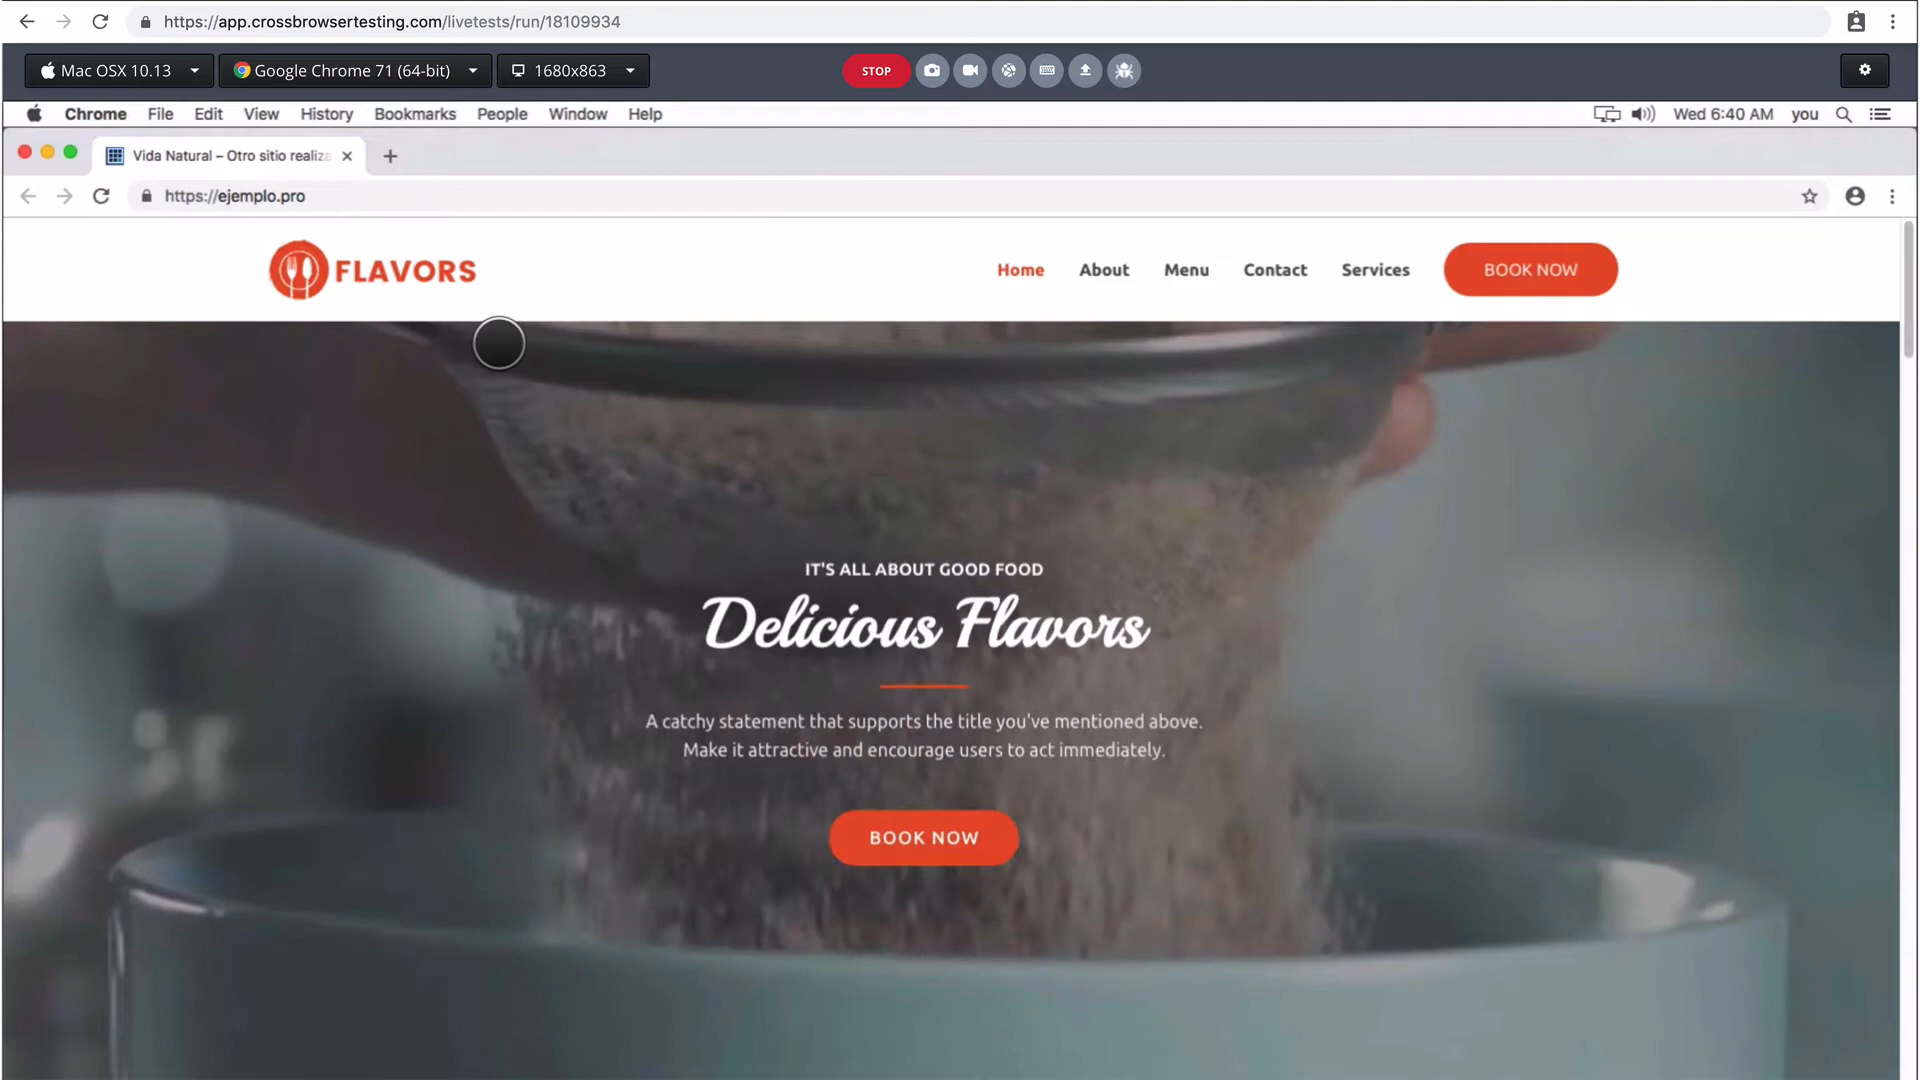 https://app.crossbrowsertesting.com/livetests/run/18109934
Mac OSX 10.13
Google Chrome 71 (64-bit)
1680x863
STOP
Chrome File Edit View History Bookmarks People Window Help
Wed 6:40 AM you
Vida Natural – Otro sitio realiza
https://ejemplo.pro
FLAVORS
Home About Menu Contact Services BOOK NOW
IT'S ALL ABOUT GOOD FOOD
Delicious Flavors
A catchy statement that supports the title you've mentioned above.
Make it attractive and encourage users to act immediately.
BOOK NOW